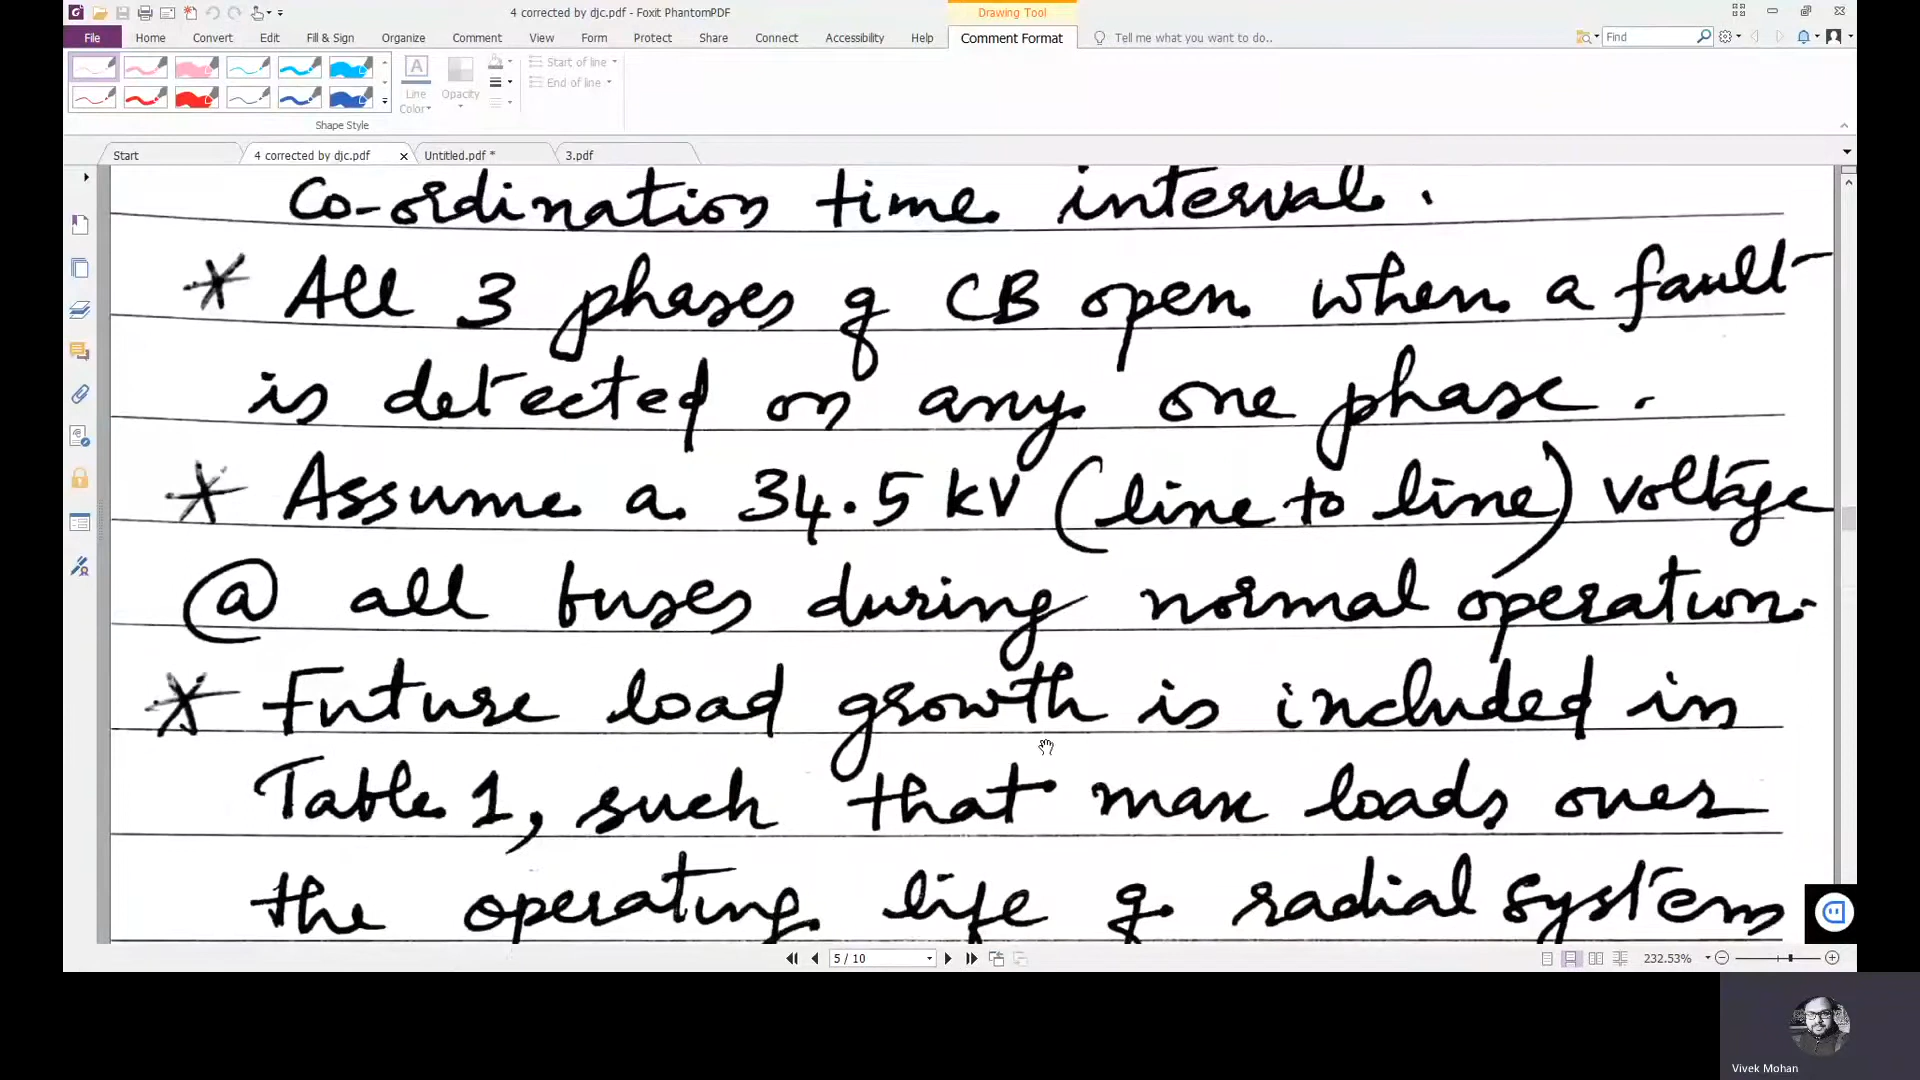 4 corrected by djc.pdf - Foxit PhantomPDF
Drawing Tool
File Home Convert Edit Fill & Sign Organize Comment View Form Protect Share Connect Accessibility Help Comment Format Tell me what you want to do.. Find
Line Color
Opacity
Start of line
End of line
Shape Style
Start
4 corrected by djc.pdf
Untitled.pdf *
3.pdf
Co-ordination time interval.
* All 3 phases of CB open when a fault
is detected on any one phase.
* Assume a 34.5 kV (line to line) voltage
@ all buses during normal operation.
* Future load growth is included in
Table 1, such that max loads over
the operating life of radial system
5 / 10
232.53%
Vivek Mohan